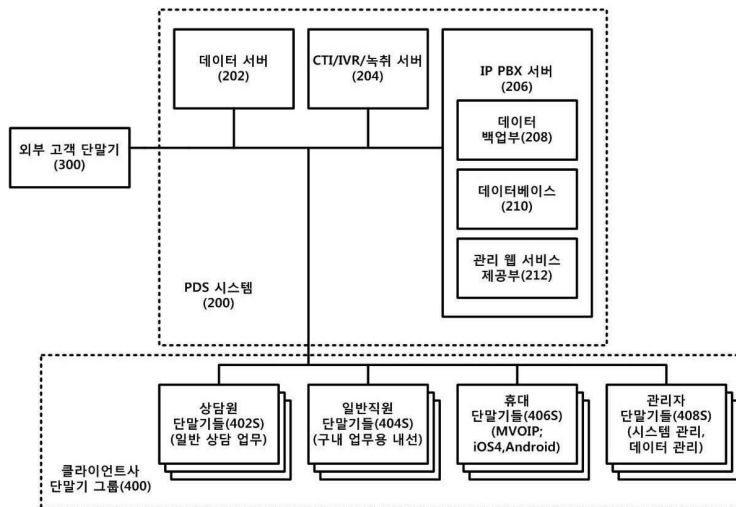 데이터 서버
(202)
CTI/IVR/녹취 서버
(204)
IP PBX 서버
(206)
데이터
백업부(208)
데이터베이스
(210)
관리 웹 서비스
제공부(212)
외부 고객 단말기
(300)
PDS 시스템
(200)
상담원
단말기들(402S)
(일반 상담 업무)
일반직원
단말기들(404S)
(구내 업무용 내선)
휴대
단말기들(406S)
(MVOIP;
iOS4,Android)
관리자
단말기들(408S)
(시스템 관리,
데이터 관리)
클라이언트사
단말기 그룹(400)